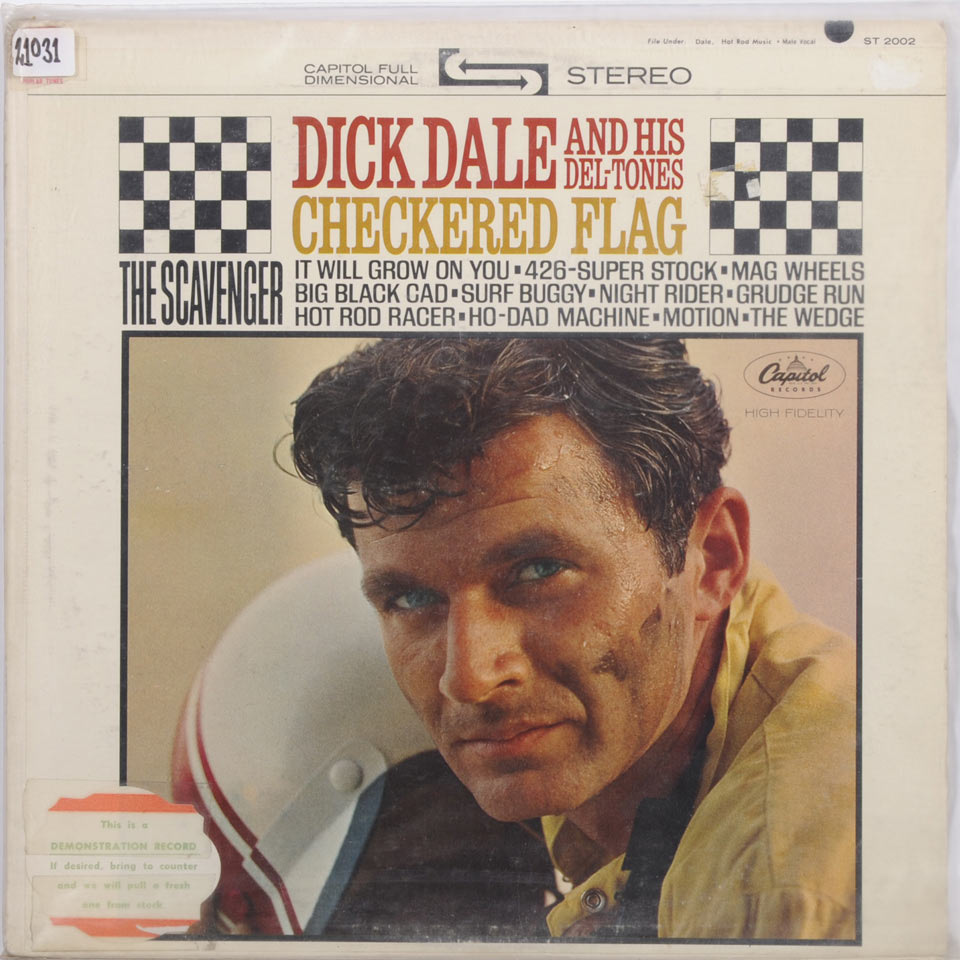 21031
File Under: Dale, Hot Rod Music • Male Vocal
ST 2002
CAPITOL FULL
DIMENSIONAL
STEREO
DICK DALE AND HIS
DEL-TONES
CHECKERED FLAG
THE SCAVENGER
IT WILL GROW ON YOU▪426-SUPER STOCK▪MAG WHEELS
BIG BLACK CAD▪SURF BUGGY▪NIGHT RIDER▪GRUDGE RUN
HOT ROD RACER▪HO-DAD MACHINE▪MOTION▪THE WEDGE
Capitol
RECORDS
HIGH FIDELITY
This is a
DEMONSTRATION RECORD
If desired, bring to counter
and we will pull a fresh
one from stock.